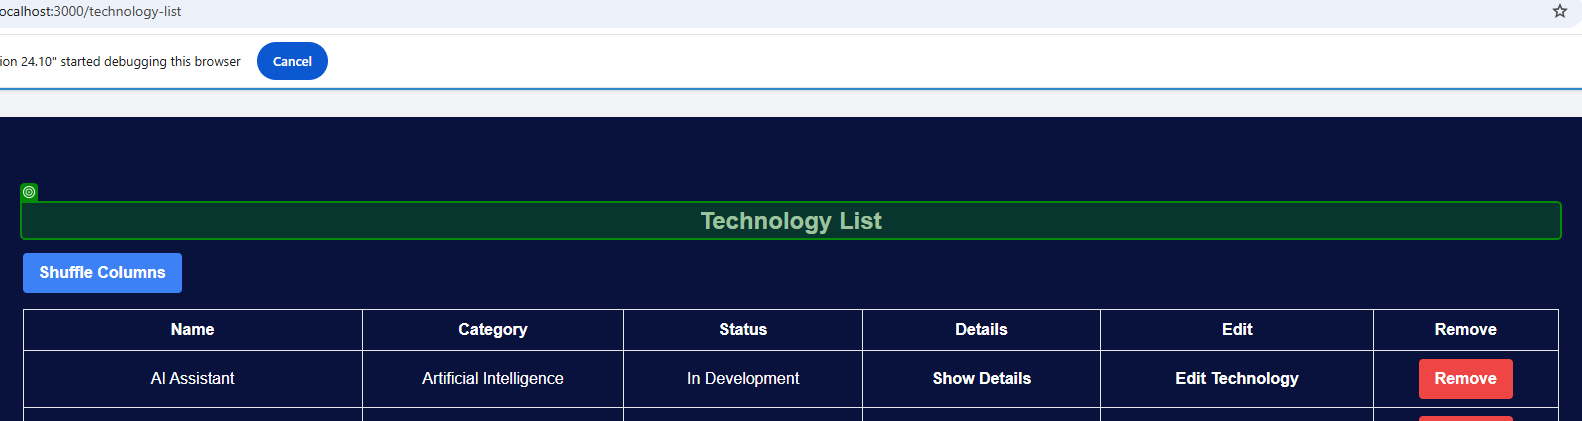 ocalhost:3000/technology-list
ion 24.10" started debugging this browser Cancel
Technology List
Shuffle Columns
Name Category Status Details Edit Remove
AI Assistant Artificial Intelligence In Development Show Details Edit Technology Remove